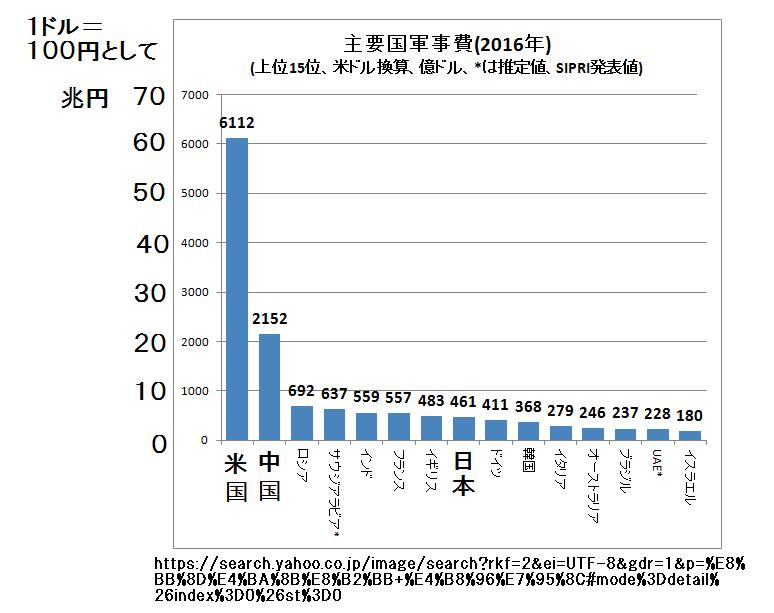 1ドル＝
100円として
主要国軍事費(2016年)
(上位15位、米ドル換算、億ドル、*は推定値、SIPRI発表値)
兆円
70
60
50
40
30
20
10
0
7000
6000
5000
4000
3000
2000
1000
0
6112
2152
692
637
559
557
483
461
411
368
279
246
237
228
180
米国
中国
ロシア
サウジアラビア*
インド
フランス
イギリス
日本
ドイツ
韓国
イタリア
オーストラリア
ブラジル
UAE*
イスラエル
https://search.yahoo.co.jp/image/search?rkf=2&ei=UTF-8&gdr=1&p=%E8%
BB%8D%E4%BA%8B%E8%B2%BB+%E4%B8%96%E7%95%8C#mode%3Ddetail%
26index%3D0%26st%3D0